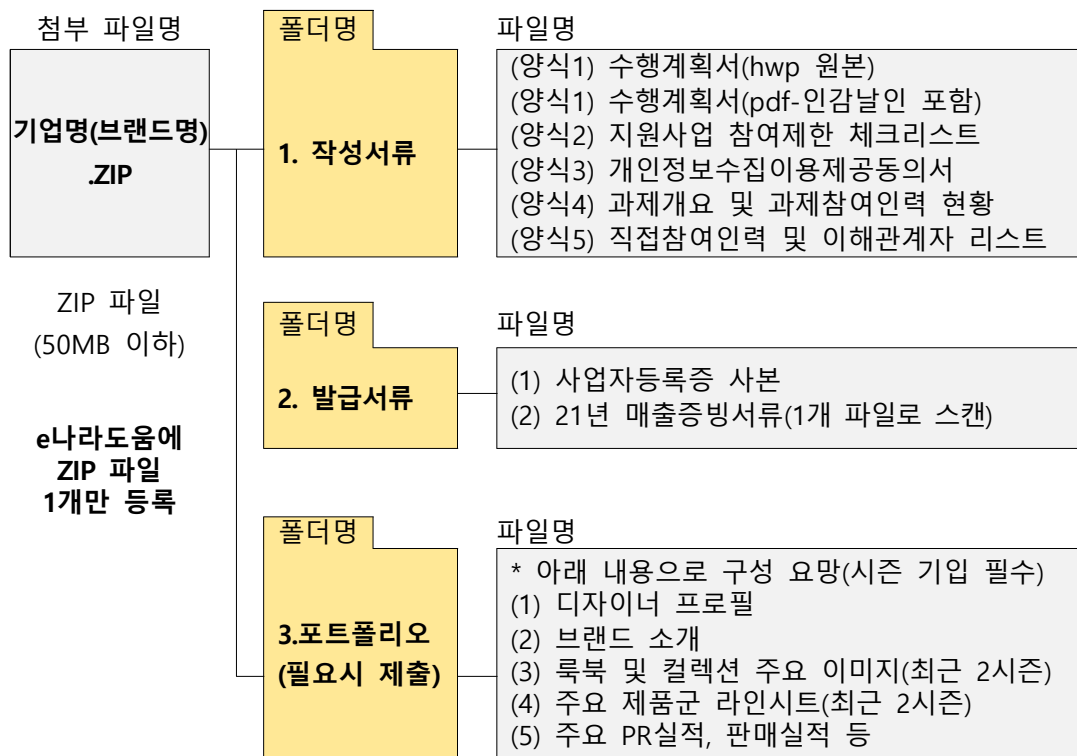 첨부 파일명
기업명(브랜드명)
.ZIP
ZIP 파일
(50MB 이하)
e나라도움에
ZIP 파일
1개만 등록
폴더명
1. 작성서류
파일명
(양식1) 수행계획서(hwp 원본)
(양식1) 수행계획서(pdf-인감날인 포함)
(양식2) 지원사업 참여제한 체크리스트
(양식3) 개인정보수집이용제공동의서
(양식4) 과제개요 및 과제참여인력 현황
(양식5) 직접참여인력 및 이해관계자 리스트
폴더명
2. 발급서류
파일명
(1) 사업자등록증 사본
(2) 21년 매출증빙서류(1개 파일로 스캔)
폴더명
3.포트폴리오
(필요시 제출)
파일명
* 아래 내용으로 구성 요망(시즌 기입 필수)
(1) 디자이너 프로필
(2) 브랜드 소개
(3) 룩북 및 컬렉션 주요 이미지(최근 2시즌)
(4) 주요 제품군 라인시트(최근 2시즌)
(5) 주요 PR실적, 판매실적 등